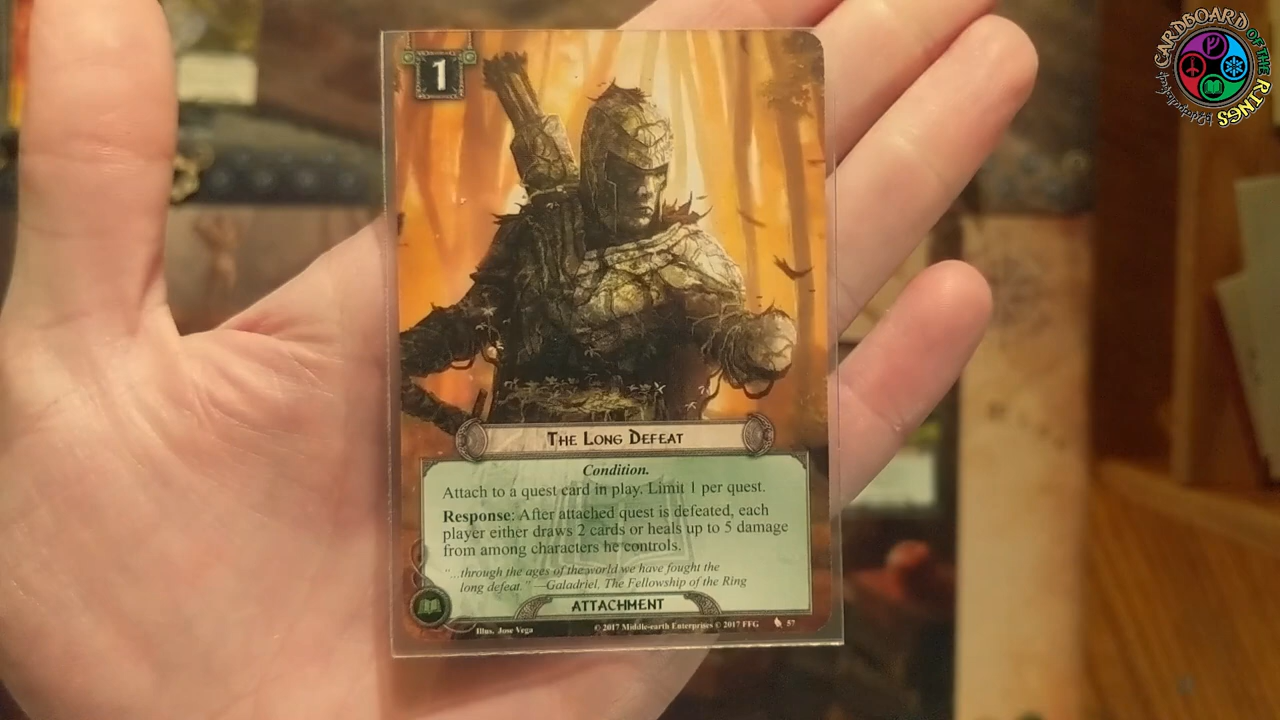 CARDBOARD OF THE RINGS
1
THE LONG DEFEAT
Condition.
Attach to a quest card in play. Limit 1 per quest.
Response: After attached quest is defeated, each
player either draws 2 cards or heals up to 5 damage
from among characters he controls.
"...through the ages of the world we have fought the
long defeat." —Galadriel, The Fellowship of the Ring
ATTACHMENT
Illus. Jose Vega
© 2017 Middle-earth Enterprises © 2017 FFG
57